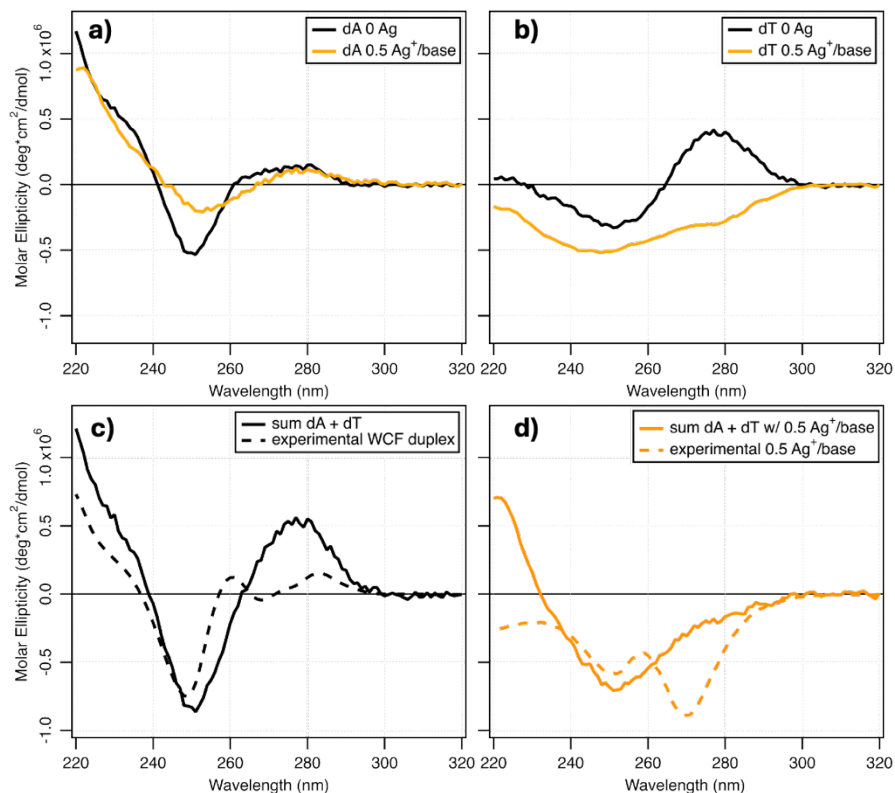 a)
dA 0 Ag
dA 0.5 Ag⁺/base
b)
dT 0 Ag
dT 0.5 Ag⁺/base
Molar Ellipticity (deg*cm²/dmol)
1.0 x10⁶
0.5
0.0
-0.5
-1.0
220 240 260 280 300 320
220 240 260 280 300 320
Wavelength (nm)
Wavelength (nm)
c)
sum dA + dT
experimental WCF duplex
d)
sum dA + dT w/ 0.5 Ag⁺/base
experimental 0.5 Ag⁺/base
Molar Ellipticity (deg*cm²/dmol)
1.0 x10⁶
0.5
0.0
-0.5
-1.0
220 240 260 280 300 320
220 240 260 280 300 320
Wavelength (nm)
Wavelength (nm)